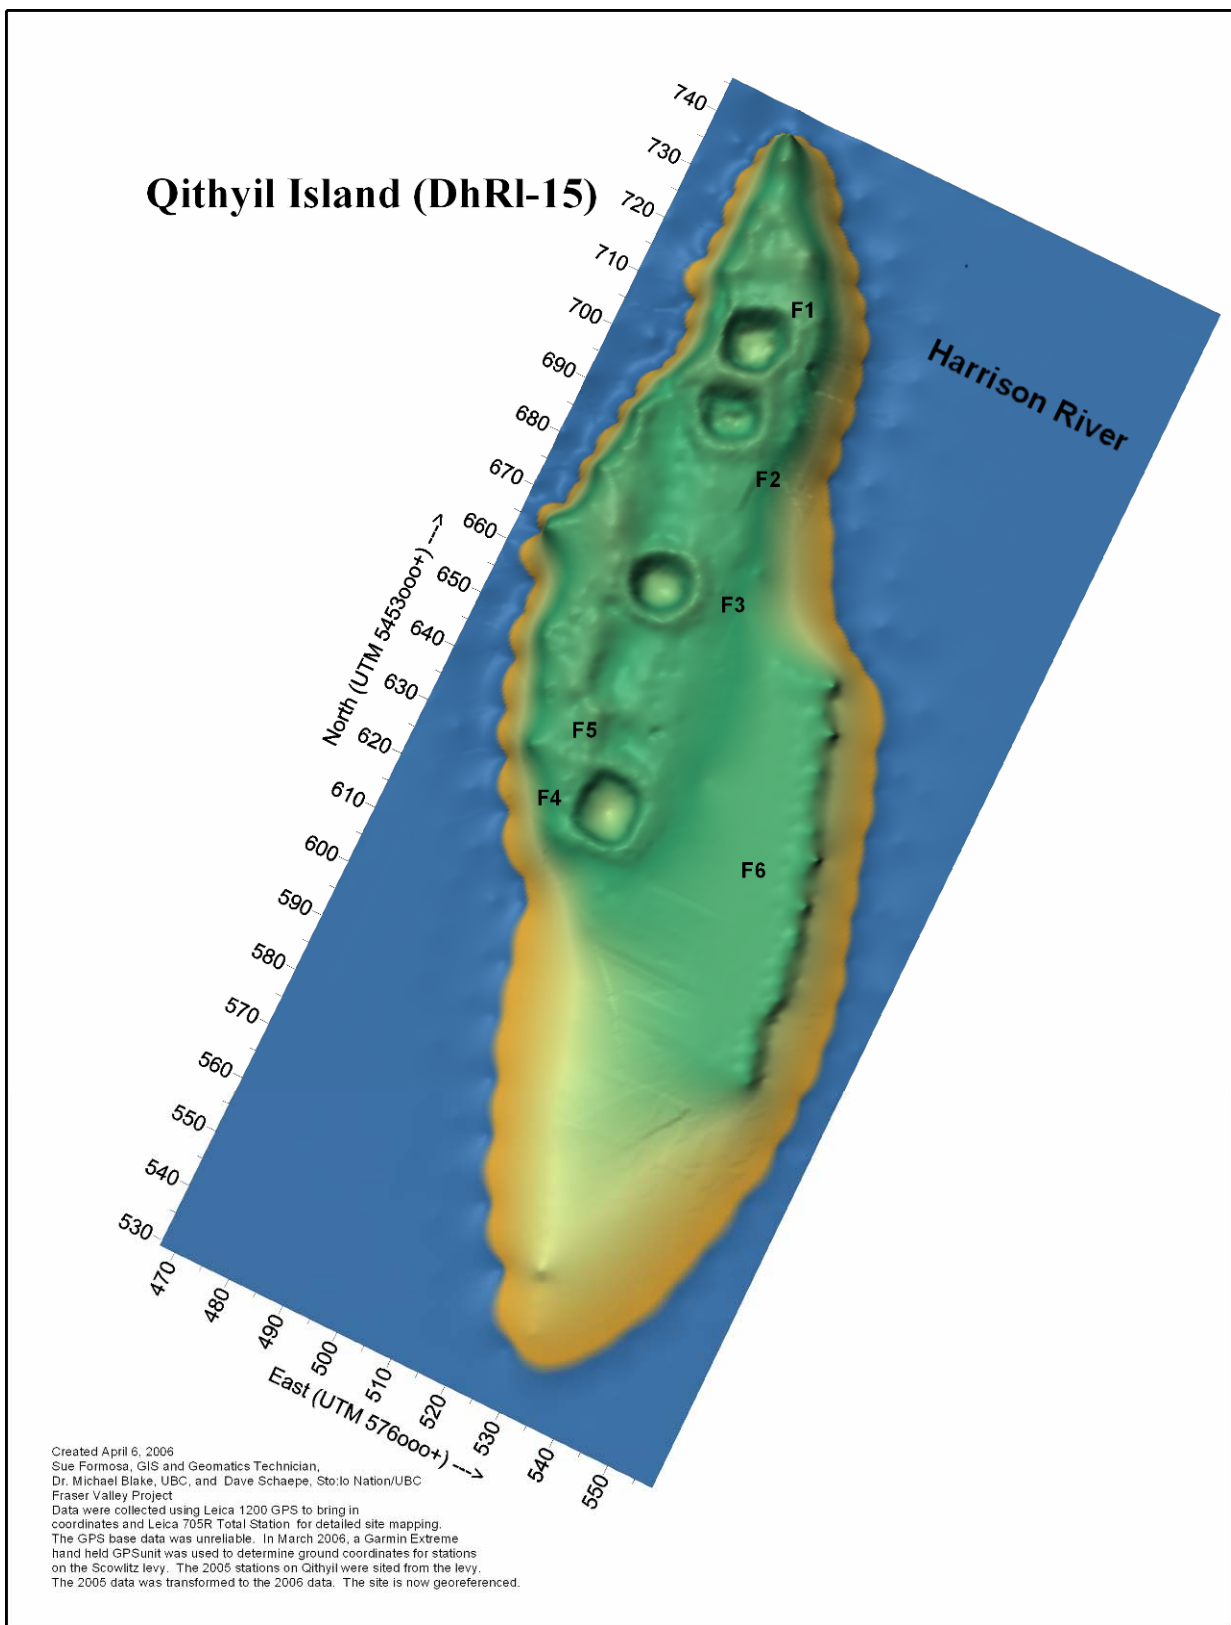 Qithyil Island (DhRl-15)
740
730
720
710
700
690
680
670
660
650
640
630
620
610
600
590
580
570
560
550
540
530
North (UTM 5453ooo+) ---->
F1
F2
F3
F5
F4
F6
Harrison River
470
480
490
500
510
520
530
540
550
East (UTM 576ooo+) --->
Created April 6, 2006
Sue Formosa, GIS and Geomatics Technician,
Dr. Michael Blake, UBC, and Dave Schaepe, Sto:lo Nation/UBC
Fraser Valley Project
Data were collected using Leica 1200 GPS to bring in
coordinates and Leica 705R Total Station for detailed site mapping.
The GPS base data was unreliable. In March 2006, a Garmin Extreme
hand held GPSunit was used to determine ground coordinates for stations
on the Scowlitz levy. The 2005 stations on Qithyil were sited from the levy.
The 2005 data was transformed to the 2006 data. The site is now georeferenced.